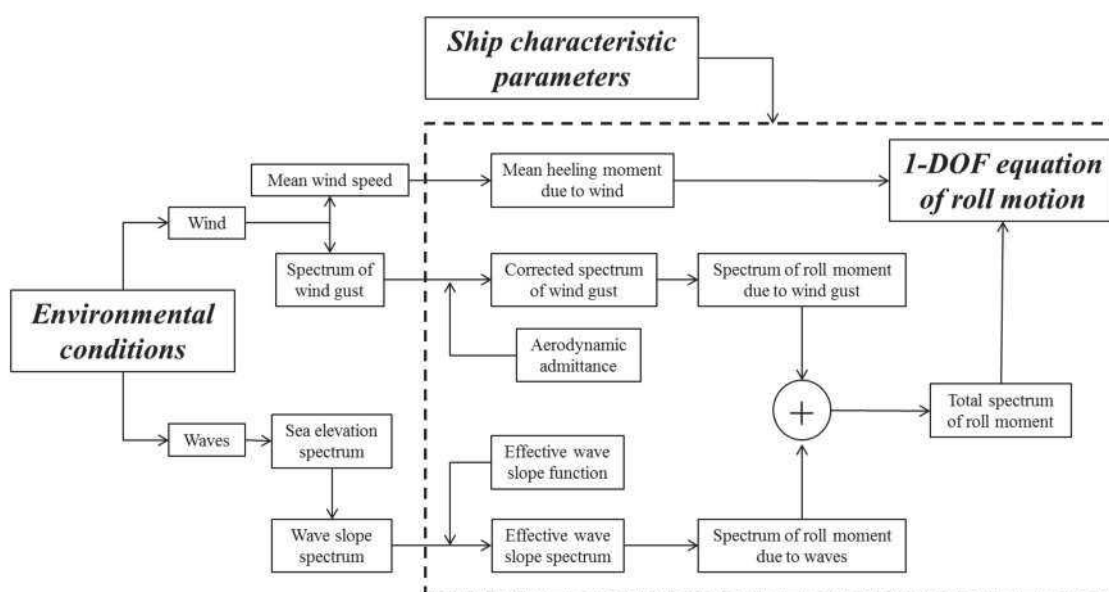 Ship characteristic
parameters
Mean wind speed
Mean heeling moment
due to wind
1-DOF equation
of roll motion
Wind
Spectrum of
wind gust
Corrected spectrum
of wind gust
Spectrum of roll moment
due to wind gust
Environmental
conditions
Aerodynamic
admittance
+
Total spectrum
of roll moment
Waves
Sea elevation
spectrum
Effective wave
slope function
Wave slope
spectrum
Effective wave
slope spectrum
Spectrum of roll moment
due to waves